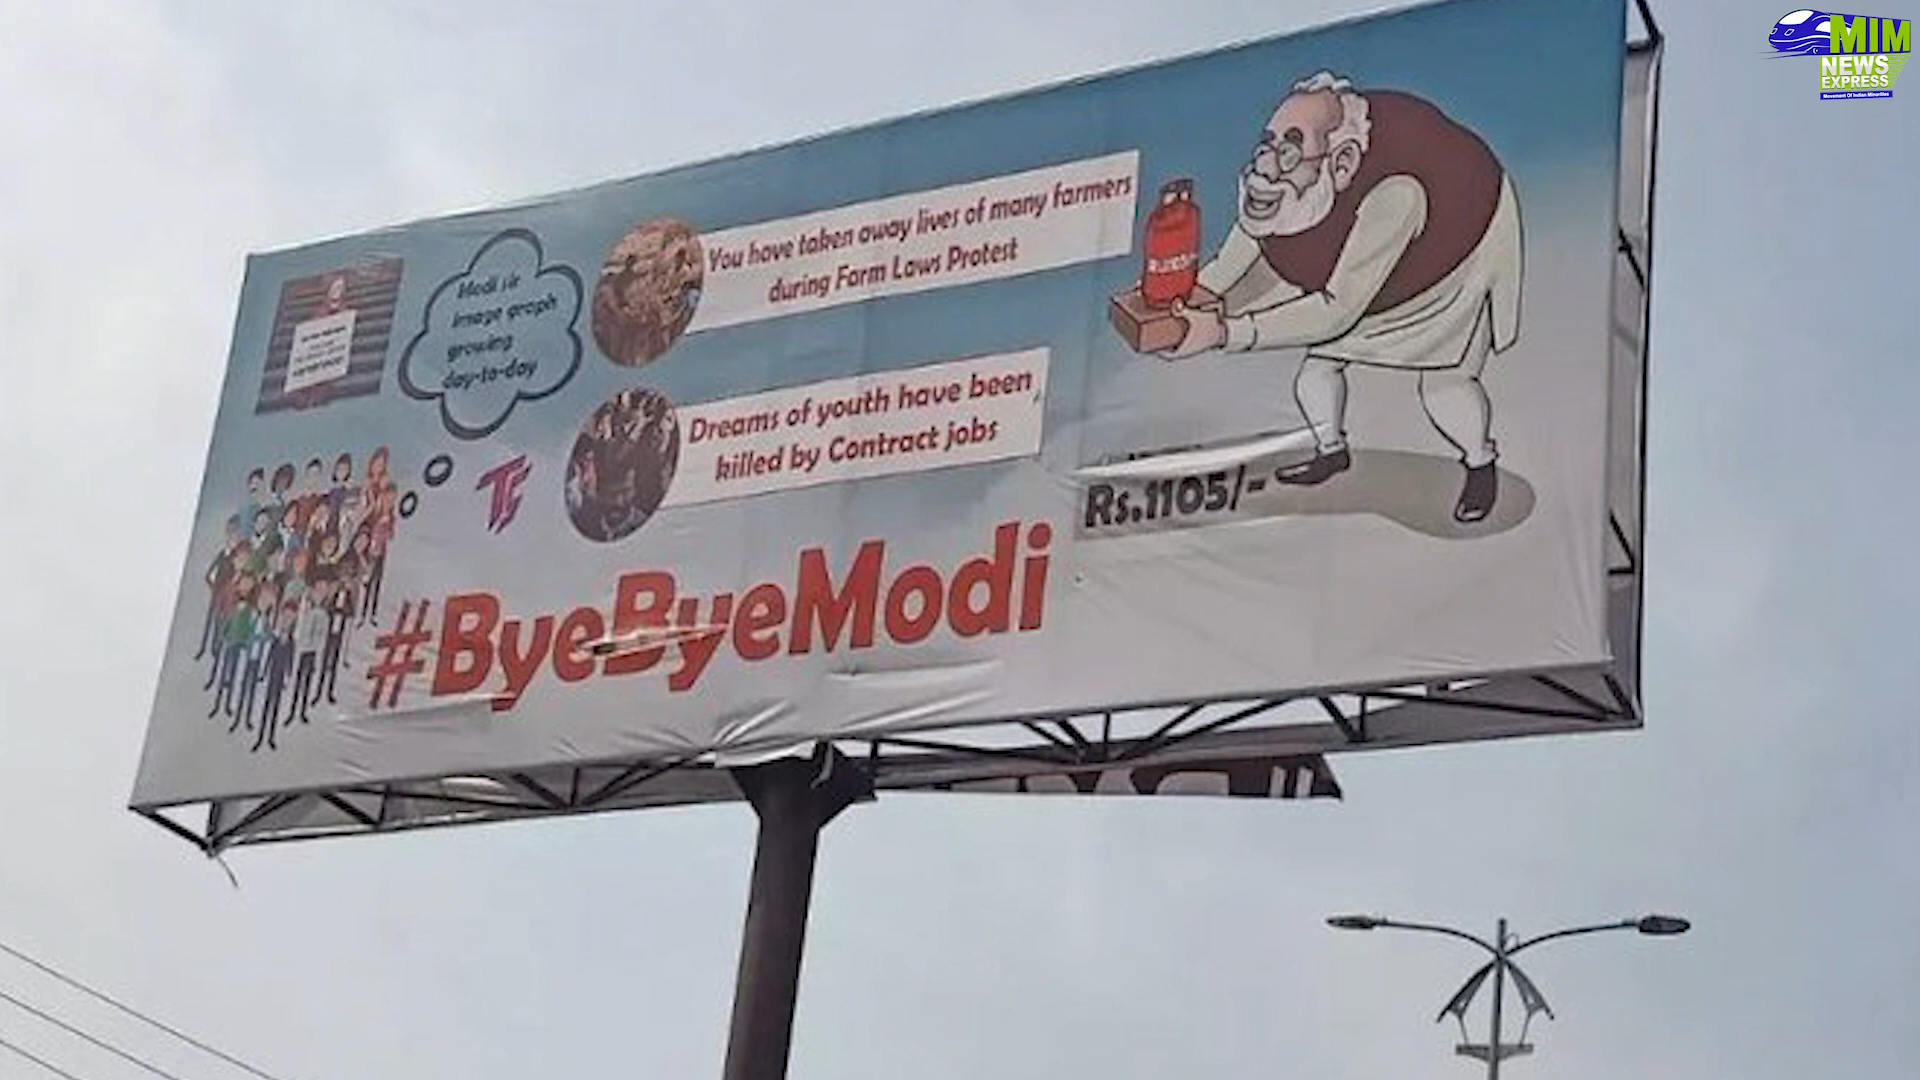 MIM
NEWS
EXPRESS
Movement Of Indian Minorities
Modi sir
image graph
growing
day-to-day
You have taken away lives of many farmers
during Farm Laws Protest
Dreams of youth have been
killed by Contract jobs
TS
Rs.1105/-
#ByeByeModi